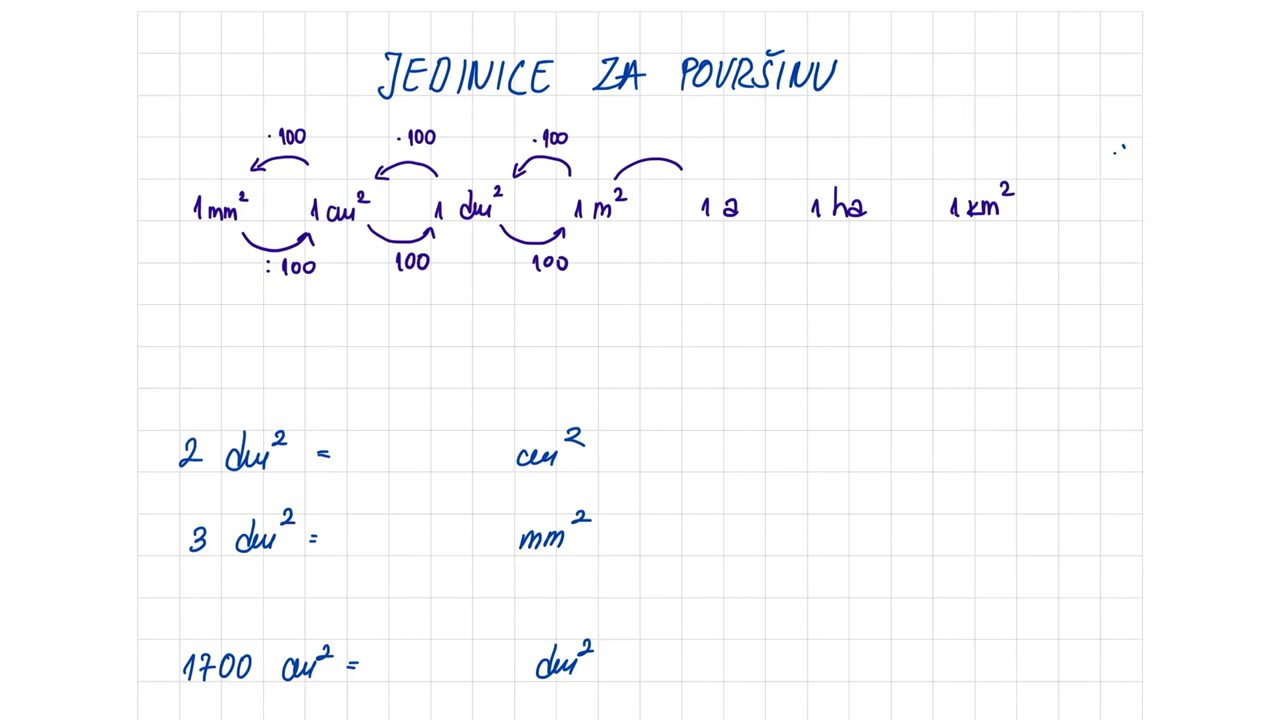 JEDINICE ZA POVRŠINU
· 100 · 100 · 100
1 mm² 1 cm² 1 dm² 1 m² 1 a 1 ha 1 km²
: 100 100 100
2 dm² = cm²
3 dm² = mm²
1700 cm² = dm²